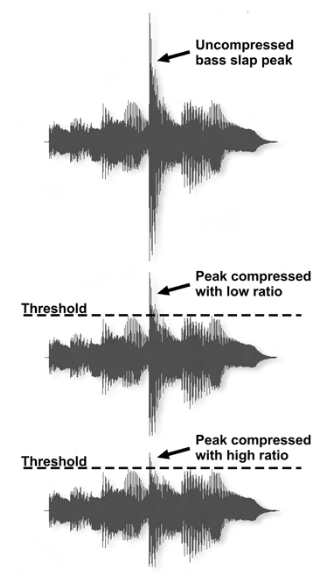 Uncompressed
bass slap peak
Peak compressed
with low ratio
Threshold
Peak compressed
with high ratio
Threshold